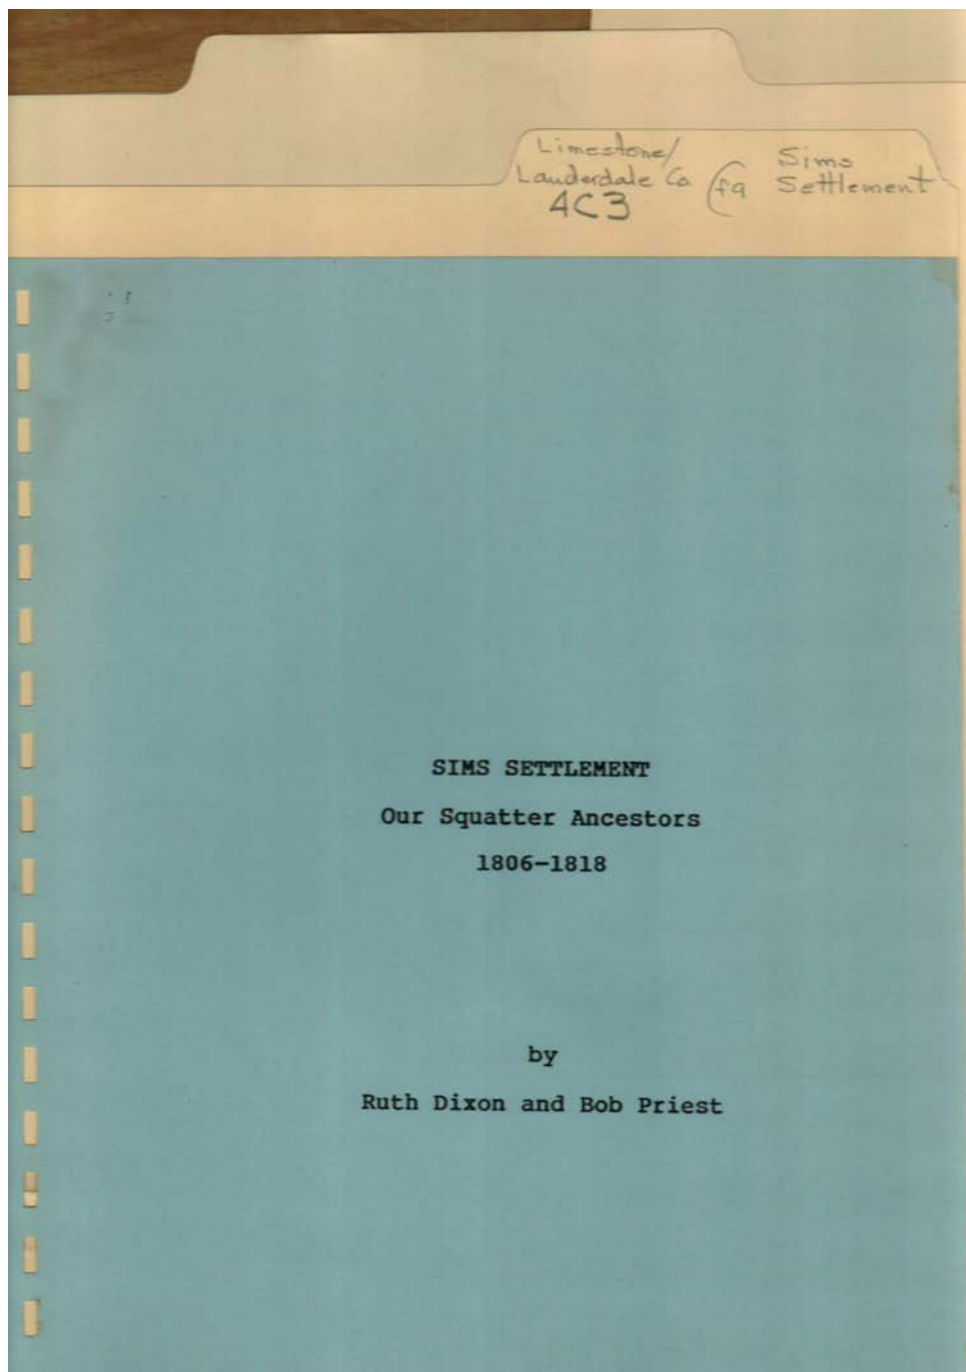 Limestone/
Lauderdale Co
4C3
Sims
Settlement
SIMS SETTLEMENT
Our Squatter Ancestors
1806-1818
by
Ruth Dixon and Bob Priest